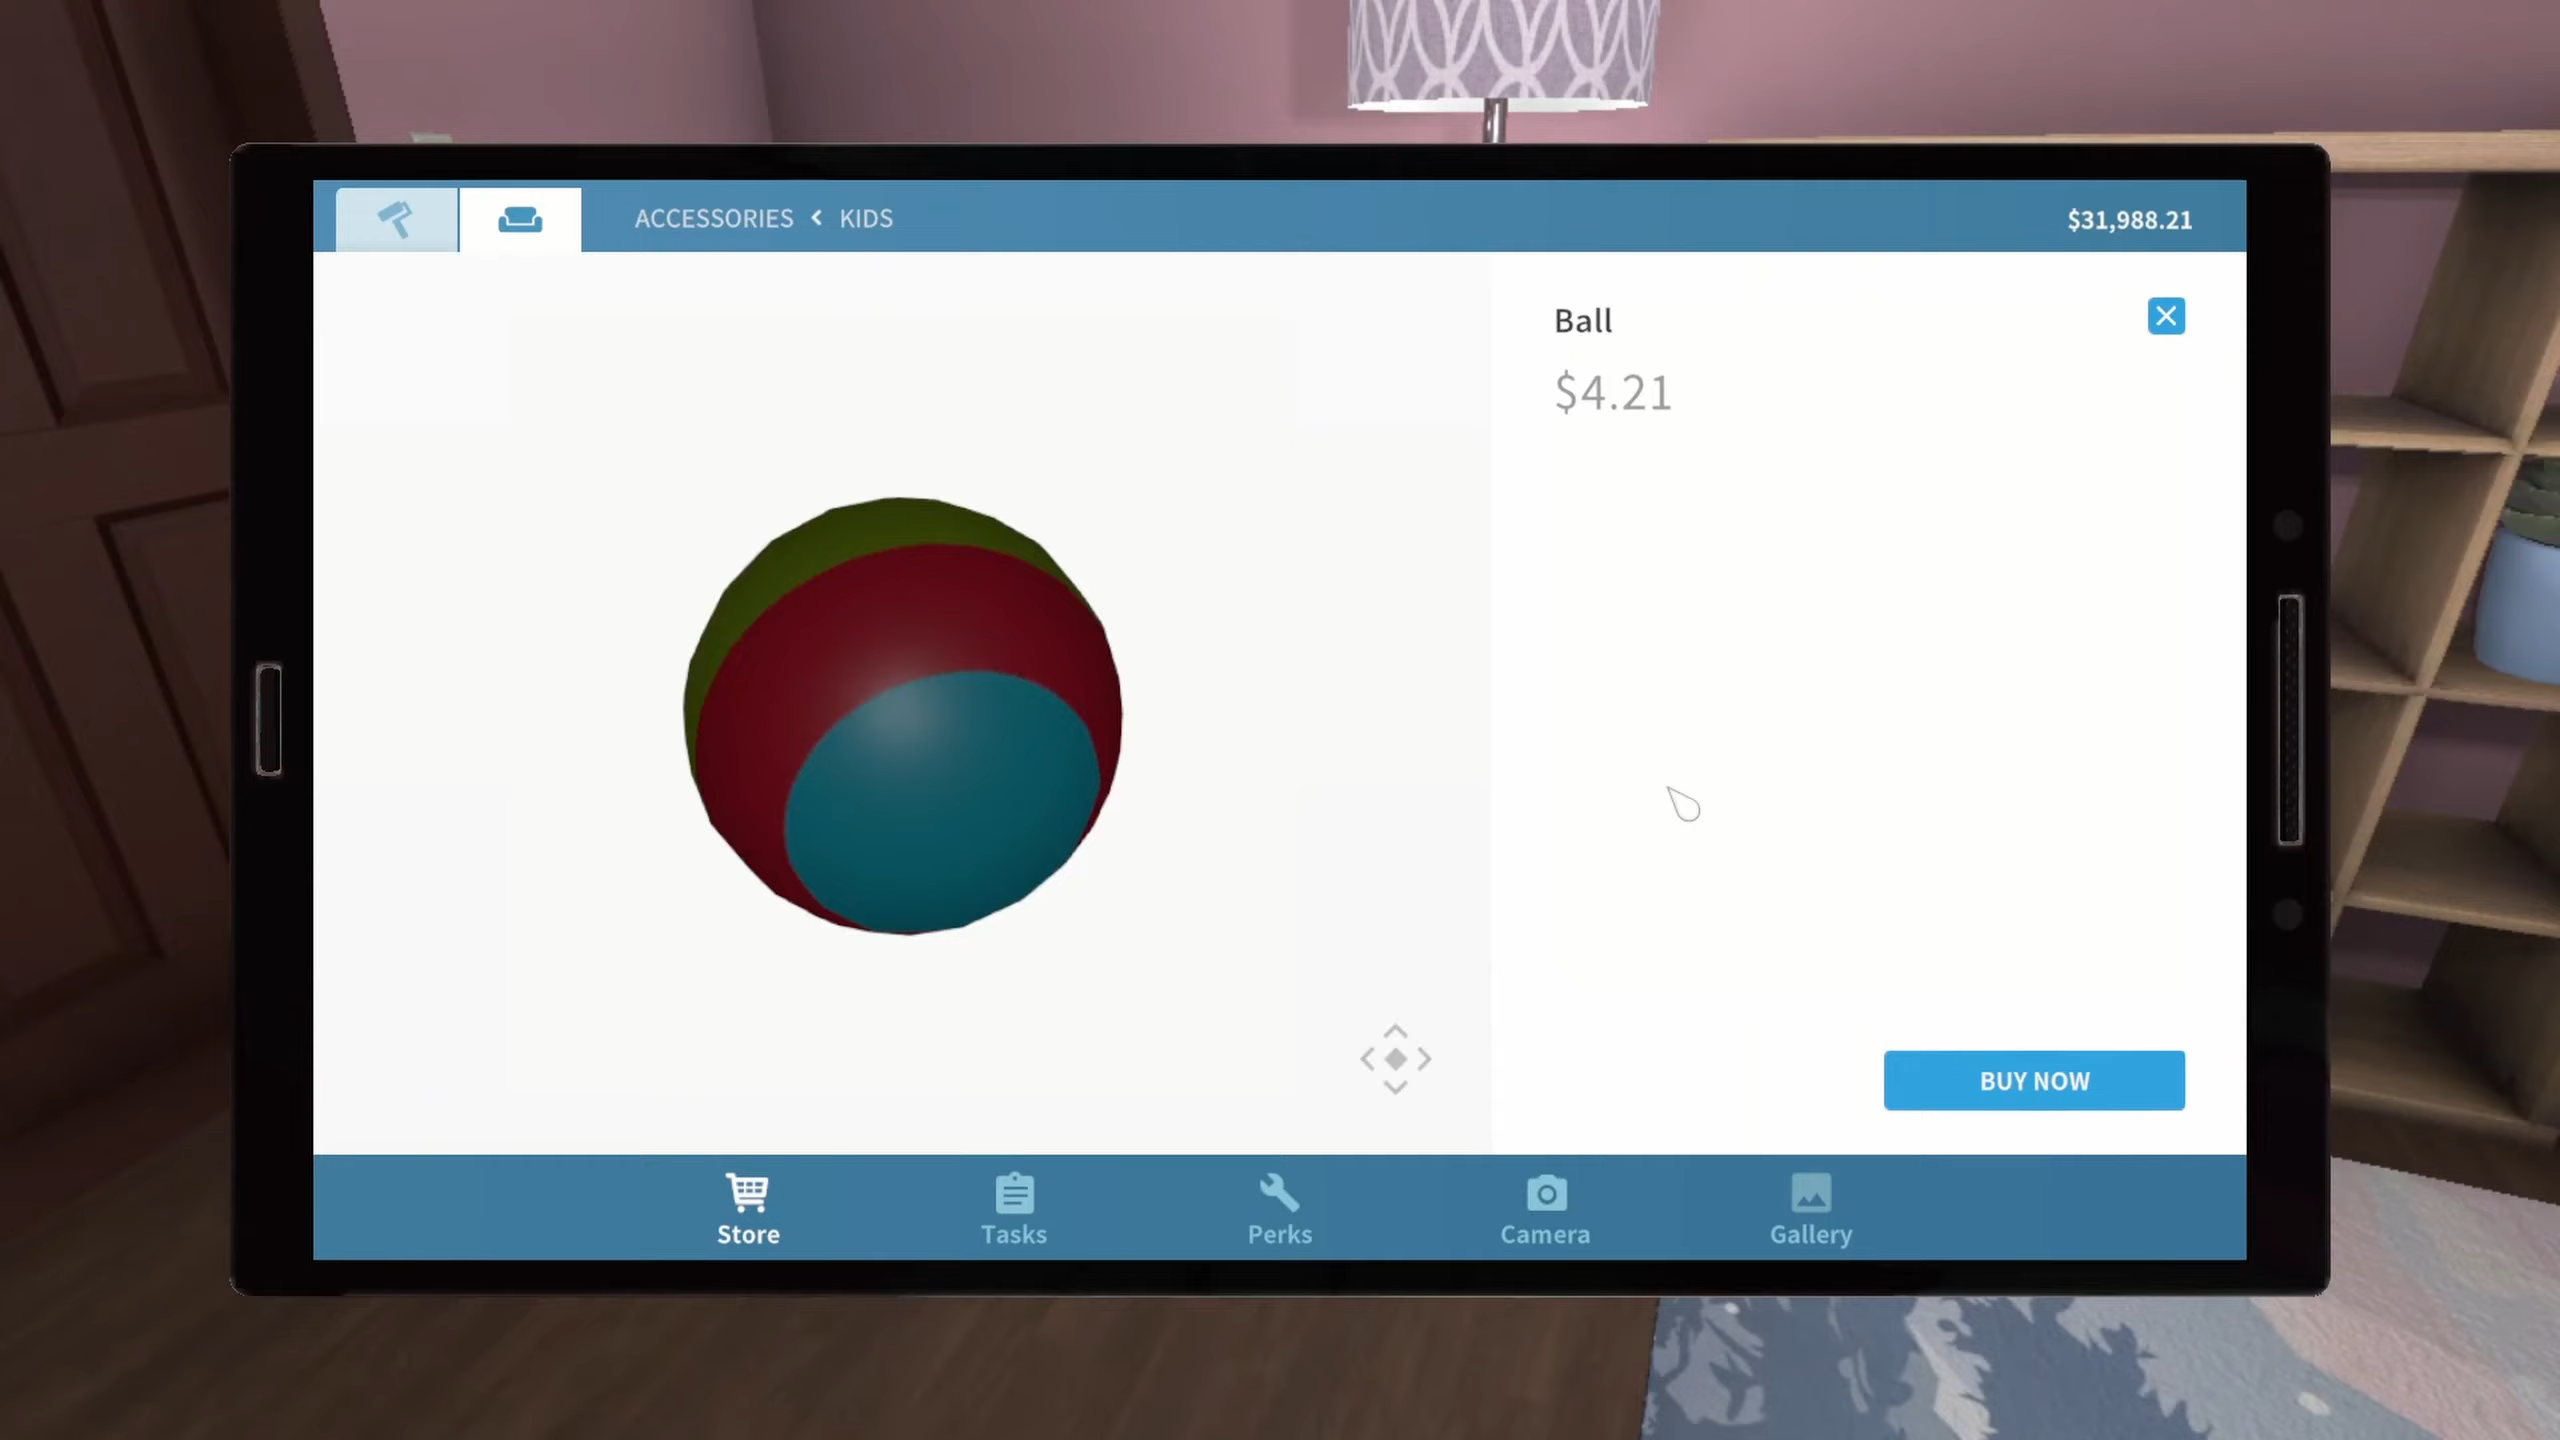 ACCESSORIES < KIDS
$31,988.21
Ball
$4.21
BUY NOW
Store
Tasks
Perks
Camera
Gallery